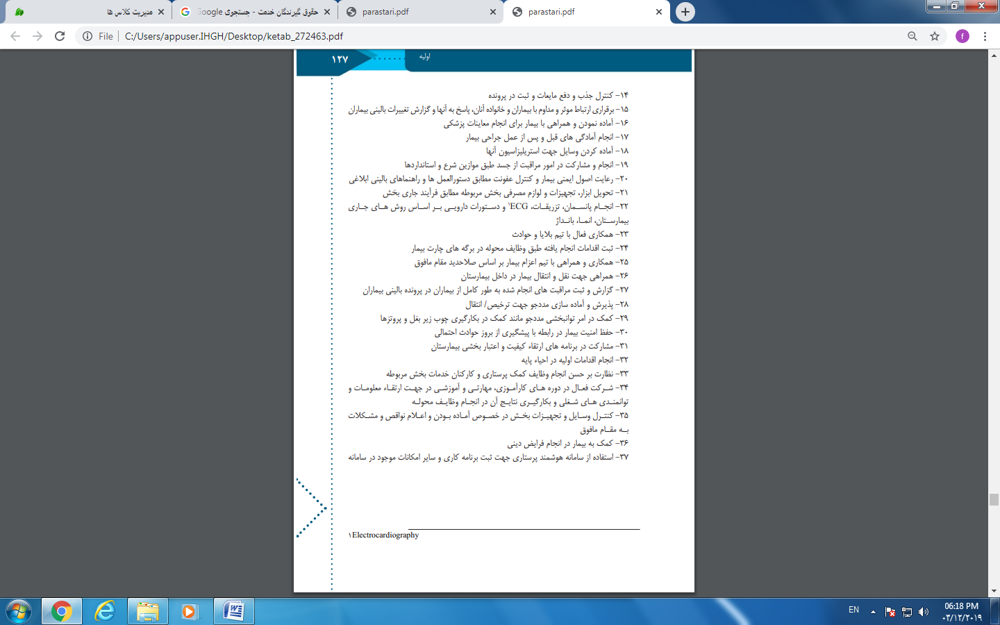 مدیریت کلاس ها
حقوق گیرندگان خدمت - جستجوی Google
parastari.pdf
parastari.pdf
File | C:/Users/appuser.IHGH/Desktop/ketab_272463.pdf
f
۱۲۷
اولیه
۱۴- کنترل جذب و دفع مایعات و ثبت در پرونده
۱۵- برقراری ارتباط موثر و مداوم با بیماران و خانواده آنان، پاسخ به آنها و گزارش تغییرات بالینی بیماران
۱۶- آماده نمودن و همراهی با بیمار برای انجام معاینات پزشکی
۱۷- انجام آمادگی های قبل و پس از عمل جراحی بیمار
۱۸- آماده کردن وسایل جهت استریلیزاسیون آنها
۱۹- انجام و مشارکت در امور مراقبت از جسد طبق موازین شرع و استانداردها
۲۰- رعایت اصول ایمنی بیمار و کنترل عفونت مطابق دستورالعمل ها و راهنماهای بالینی ابلاغی
۲۱- تحویل ابزار، تجهیزات و لوازم مصرفی بخش مربوطه مطابق فرآیند جاری بخش
۲۲- انجام پانسمان، تزریقات، ECG۱ و دستورات دارویی بر اساس روش های جاری
بیمارستان، انما، بانداژ
۲۳- همکاری فعال با تیم بلایا و حوادث
۲۴- ثبت اقدامات انجام یافته طبق وظایف محوله در برگه های چارت بیمار
۲۵- همکاری و همراهی با تیم اعزام بیمار بر اساس صلاحدید مقام مافوق
۲۶- همراهی جهت نقل و انتقال بیمار در داخل بیمارستان
۲۷- گزارش و ثبت مراقبت های انجام شده به طور کامل از بیماران در پرونده بالینی بیماران
۲۸- پذیرش و آماده سازی مددجو جهت ترخیص/ انتقال
۲۹- کمک در امر توانبخشی مددجو مانند کمک در بکارگیری چوب زیر بغل و پروتزها
۳۰- حفظ امنیت بیمار در رابطه با پیشگیری از بروز حوادث احتمالی
۳۱- مشارکت در برنامه های ارتقاء کیفیت و اعتبار بخشی بیمارستان
۳۲- انجام اقدامات اولیه در احیاء پایه
۳۳- نظارت بر حسن انجام وظایف کمک پرستاری و کارکنان خدمات بخش مربوطه
۳۴- شرکت فعال در دوره های کارآموزی، مهارتی و آموزشی در جهت ارتقاء معلومات و
توانمندی های شغلی و بکارگیری نتایج آن در انجام وظایف محوله
۳۵- کنترل وسایل و تجهیزات بخش در خصوص آماده بودن و اعلام نواقص و مشکلات
به مقام مافوق
۳۶- کمک به بیمار در انجام فرایض دینی
۳۷- استفاده از سامانه هوشمند پرستاری جهت ثبت برنامه کاری و سایر امکانات موجود در سامانه
۱Electrocardiography
EN
06:18 PM
۰۳/۱۲/۲۰۱۹